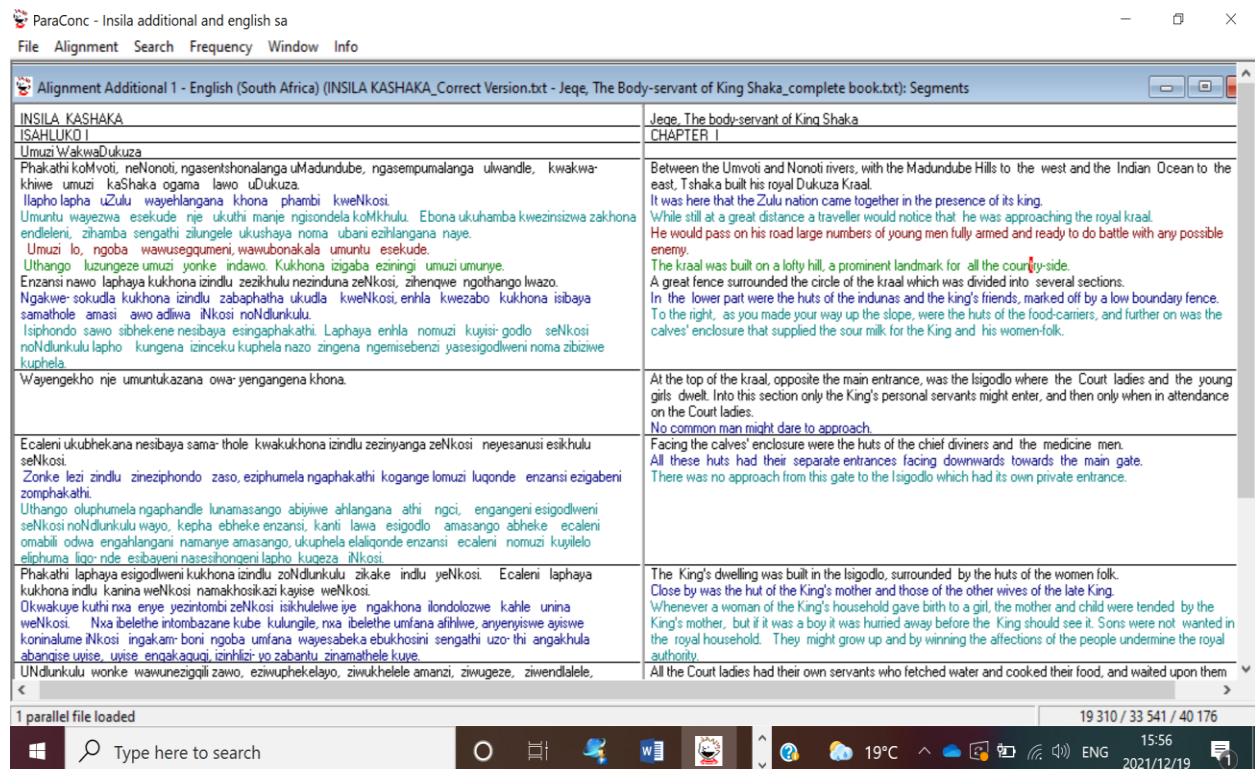 ParaConc - Insila additional and english sa
File Alignment Search Frequency Window Info
Alignment Additional 1 - English (South Africa) (INSILA KASHAKA_Correct Version.txt - Jeqe, The Body-servant of King Shaka_complete book.txt): Segments
INSILA KASHAKA
ISAHLUKO I
Umuzi WakwaDukuza
Phakathi koMvoti, neNonoti, ngasentshonalanga uMadundube, ngasempumalanga ulwandle, kwakwa-
khiwe umuzi kaShaka ogama lawo uDukuza.
Ilapho lapha uZulu wayehlangana khona phambi kweNkosi.
Umuntu wayezwa esekude nje ukuthi manje ngisondela koMkhulu. Ebona ukuhamba kwezinsizwa zakhona
endleleni, zihamba sengathi zilungele ukushaya noma ubani ezihlangana naye.
Umuzi lo, ngoba wawuseggumeni, wawubonakala umuntu esekude.
Uthango luzungeze umuzi yonke indawo. Kukhona izigaba eziningi umuzi umunye.
Enzansi nawo laphaya kukhona izindlu zezikhulu nezinduna zeNkosi, zihenqwe ngothango lwazo.
Ngakwe- sokudla kukhona izindlu zabaphatha ukudla kweNkosi, enhla kwezabo kukhona isibaya
samathole amasi awo adliwa iNkosi noNdlunkulu.
Isiphondo sawo sibhekene nesibaya esingaphakathi. Laphaya enhla nomuzi kuyisi- godlo seNkosi
noNdlunkulu lapho kungena izinceku kuphela nazo zingena ngemisebenzi yasesigodlweni noma zibiziwe
kuphela.
Wayengekho nje umuntukazana owa- yengangena khona.
Ecaleni ukubhekana nesibaya sama- thole kwakukhona izindlu zezinyanga zeNkosi neyesanusi esikhulu
seNkosi.
Zonke lezi zindlu zineziphondo zaso, eziphumela ngaphakathi kogange lomuzi luqonde enzansi ezigabeni
zomphakathi.
Uthango oluphumela ngaphandle lunamasango abiyiwe ahlangana athi ngci, engangeni esigodlweni
seNkosi noNdlunkulu wayo, kepha ebheke enzansi, kanti lawa esigodlo amasango abheke ecaleni
omabili odwa engahlangani namanye amasango, ukuphela elaliqonde enzansi ecaleni nomuzi kuyilelo
eliphuma ligo- nde esibayeni nasesihongeni lapho kugeza iNkosi.
Phakathi laphaya esigodlweni kukhona izindlu zoNdlunkulu zikake indlu yeNkosi. Ecaleni laphaya
kukhona indlu kanina weNkosi namakhosikazi kayise weNkosi.
Okwakuye kuthi nxa enye yezintombi zeNkosi isikhulelwe iye ngakhona ilondolozwe kahle unina
weNkosi. Nxa ibelethe intombazane kube kulungile, nxa ibelethe umfana afihlwe, anyenyiswe ayiswe
koninalume iNkosi ingakam- boni ngoba umfana wayesabeka ebukhosini sengathi uzo- thi angakhula
abangise uyise, uyise engakagugi, izinhlizi- yo zabantu zinamathele kuye.
UNdlunkulu wonke wawunezigqili zawo, eziwuphekelayo, ziwukhelele amanzi, ziwugeze, ziwendlalele,
Jeqe, The body-servant of King Shaka
CHAPTER I
Between the Umvoti and Nonoti rivers, with the Madundube Hills to the west and the Indian Ocean to the
east, Tshaka built his royal Dukuza Kraal.
It was here that the Zulu nation came together in the presence of its king.
While still at a great distance a traveller would notice that he was approaching the royal kraal.
He would pass on his road large numbers of young men fully armed and ready to do battle with any possible
enemy.
The kraal was built on a lofty hill, a prominent landmark for all the country-side.
A great fence surrounded the circle of the kraal which was divided into several sections.
In the lower part were the huts of the indunas and the king's friends, marked off by a low boundary fence.
To the right, as you made your way up the slope, were the huts of the food-carriers, and further on was the
calves' enclosure that supplied the sour milk for the King and his women-folk.
At the top of the kraal, opposite the main entrance, was the Isigodlo where the Court ladies and the young
girls dwelt. Into this section only the King's personal servants might enter, and then only when in attendance
on the Court ladies.
No common man might dare to approach.
Facing the calves' enclosure were the huts of the chief diviners and the medicine men.
All these huts had their separate entrances facing downwards towards the main gate.
There was no approach from this gate to the Isigodlo which had its own private entrance.
The King's dwelling was built in the Isigodlo, surrounded by the huts of the women folk.
Close by was the hut of the King's mother and those of the other wives of the late King.
Whenever a woman of the King's household gave birth to a girl, the mother and child were tended by the
King's mother, but if it was a boy it was hurried away before the King should see it. Sons were not wanted in
the royal household. They might grow up and by winning the affections of the people undermine the royal
authority.
All the Court ladies had their own servants who fetched water and cooked their food, and waited upon them
1 parallel file loaded
19 310 / 33 541 / 40 176
Type here to search
19°C
ENG
15:56
2021/12/19